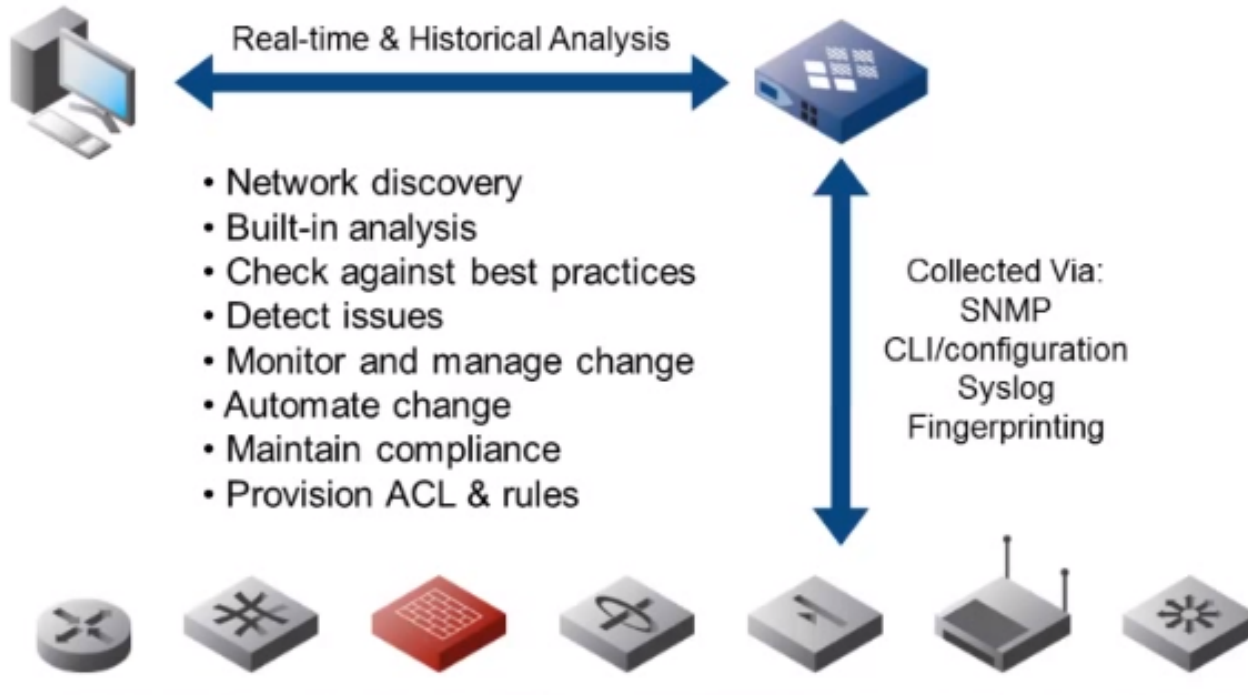 Real-time & Historical Analysis
• Network discovery
• Built-in analysis
• Check against best practices
• Detect issues
• Monitor and manage change
• Automate change
• Maintain compliance
• Provision ACL & rules
Collected Via:
SNMP
CLI/configuration
Syslog
Fingerprinting